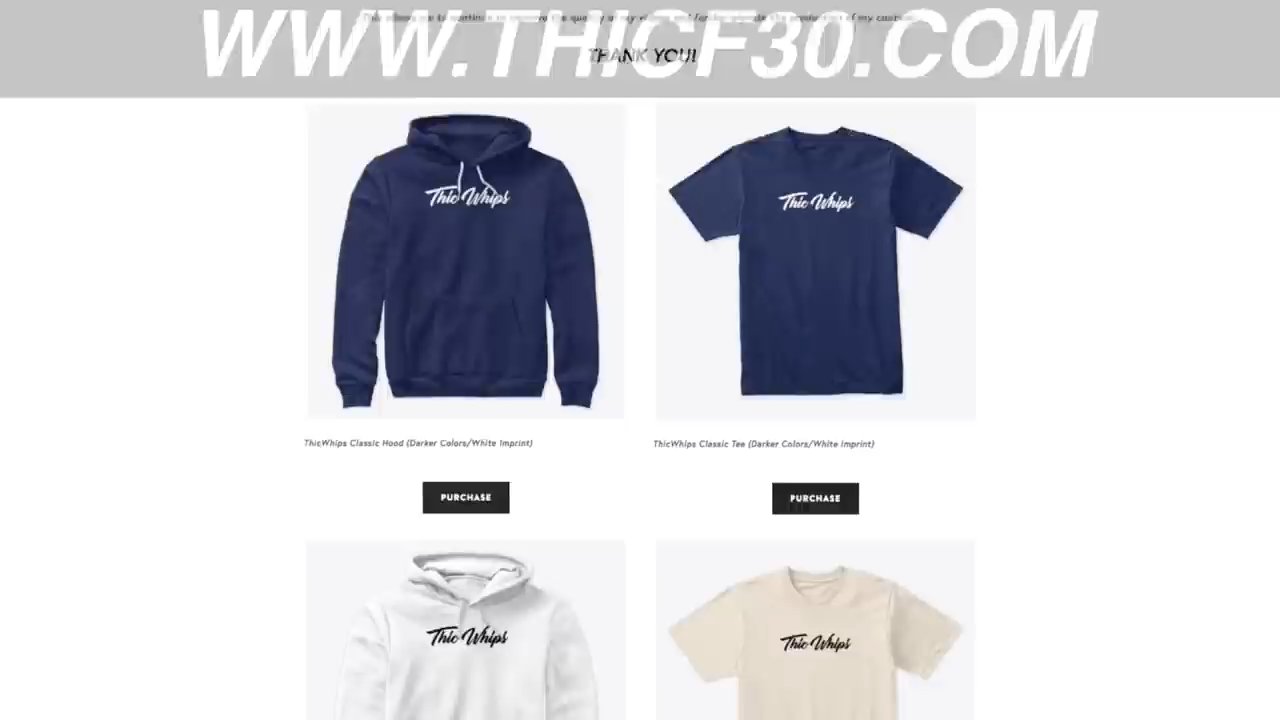 WWW.THICF30.COM
THANK YOU!
Thic Whips
Thic Whips
ThicWhips Classic Hood (Darker Colors/White Imprint)
ThicWhips Classic Tee (Darker Colors/White Imprint)
PURCHASE
PURCHASE
Thic Whips
Thic Whips